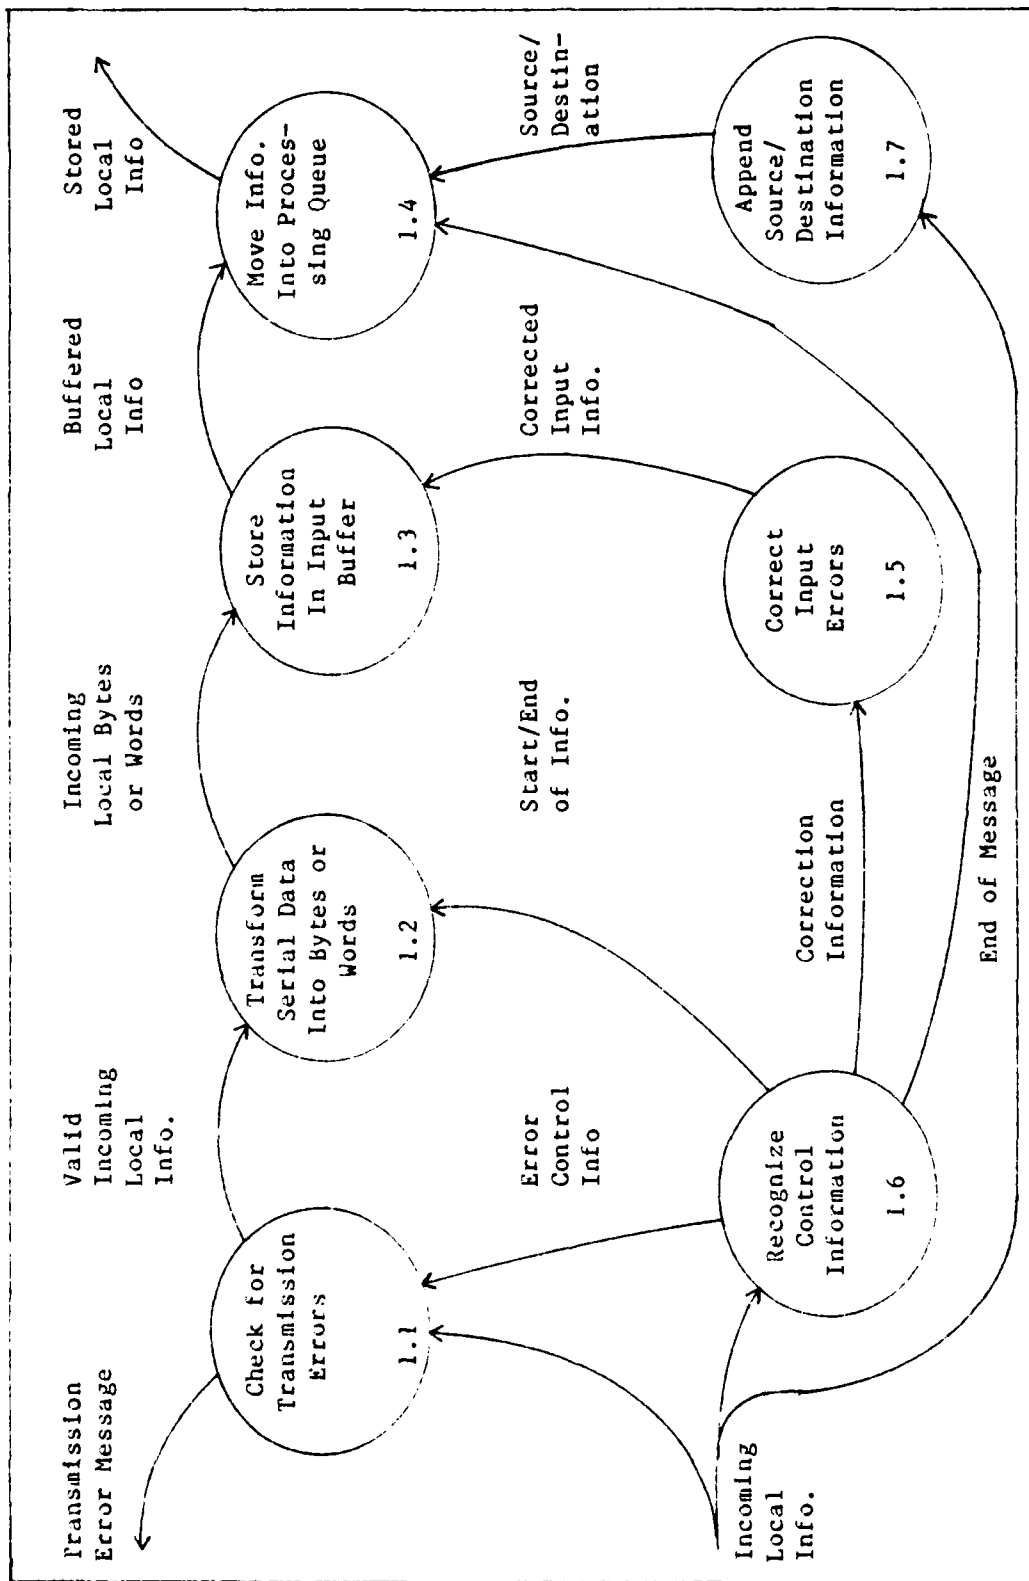 Transmission
Error Message
Valid
Incoming
Local
Info.
Incoming
Local Bytes
or Words
Buffered
Local
Info
Stored
Local
Info
Check for
Transmission
Errors
1.1
Transform
Serial Data
Into Bytes or
Words
1.2
Store
Information
In Input
Buffer
1.3
Move Info.
Into Proces-
sing Queue
1.4
Error
Control
Info
Start/End
of Info.
Corrected
Input
Info.
Source/
Destin-
ation
Incoming
Local
Info.
Recognize
Control
Information
1.6
Correction
Information
Correct
Input
Errors
1.5
Append
Source/
Destination
Information
1.7
End of Message